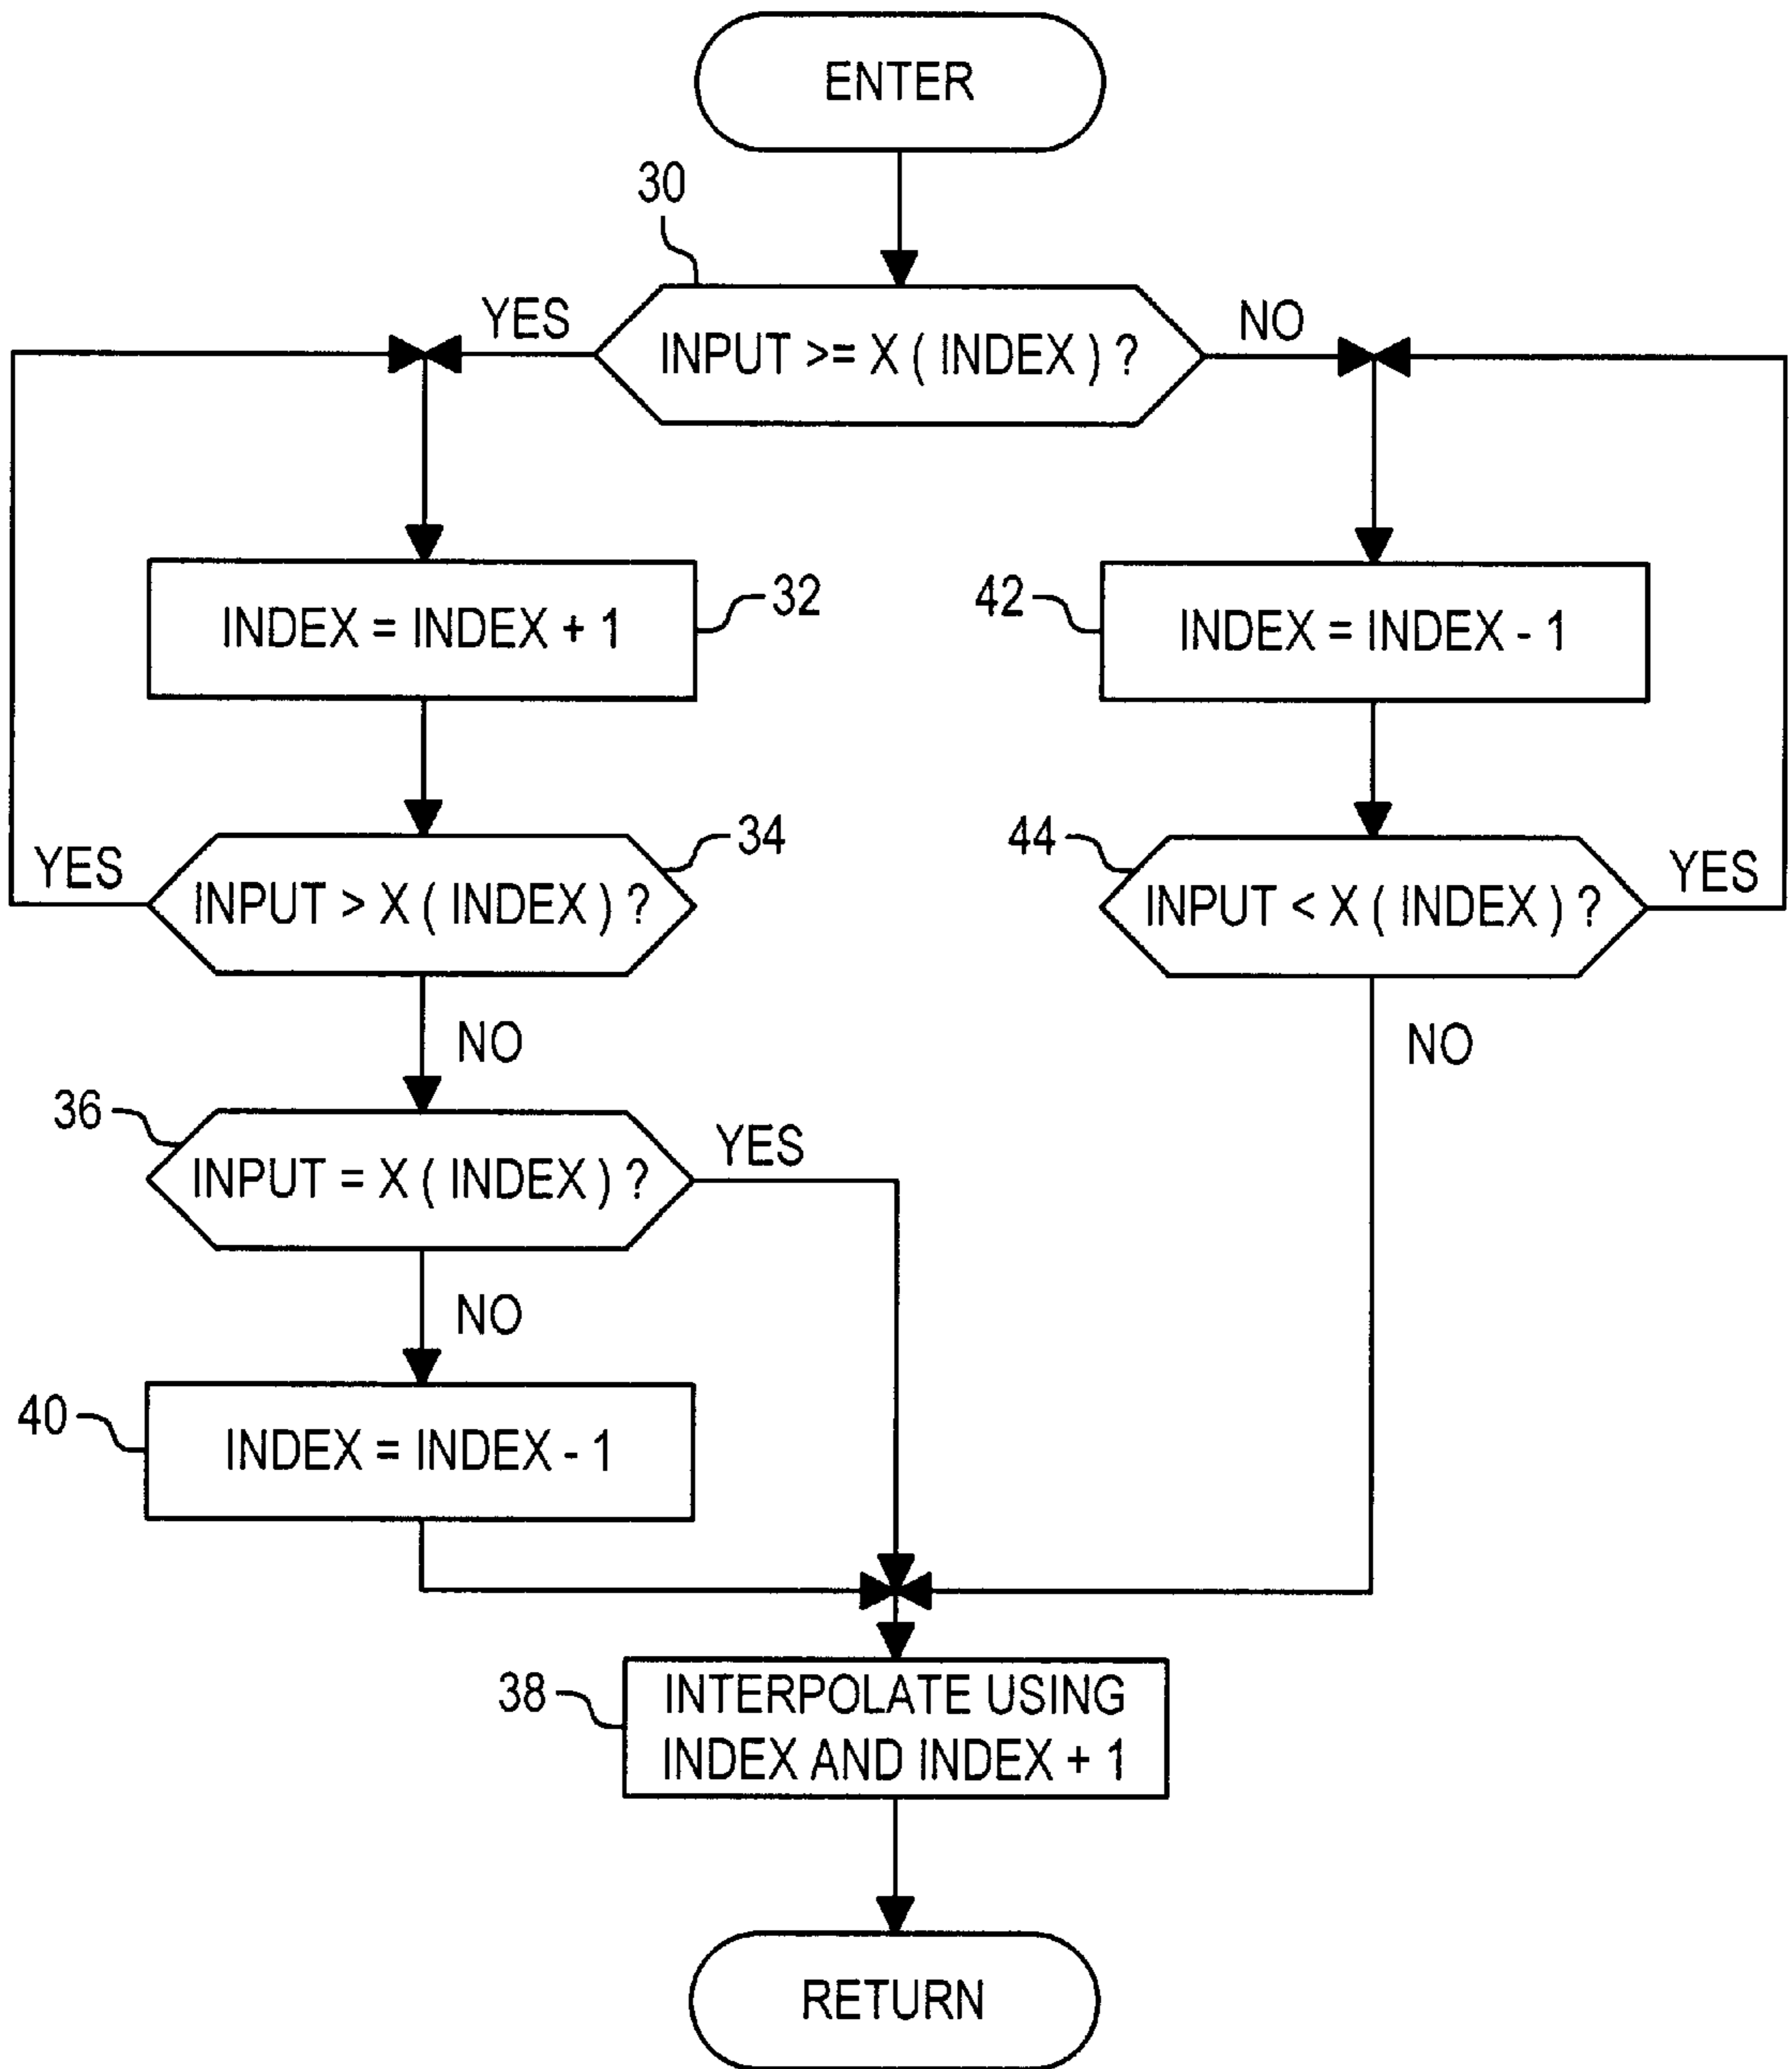 ENTER
30
YES
INPUT >= X ( INDEX ) ?
NO
INDEX = INDEX + 1
32
42
INDEX = INDEX - 1
34
44
YES
INPUT > X ( INDEX ) ?
INPUT < X ( INDEX ) ?
YES
NO
NO
36
YES
INPUT = X ( INDEX ) ?
NO
40
INDEX = INDEX - 1
38
INTERPOLATE USING
INDEX AND INDEX + 1
RETURN